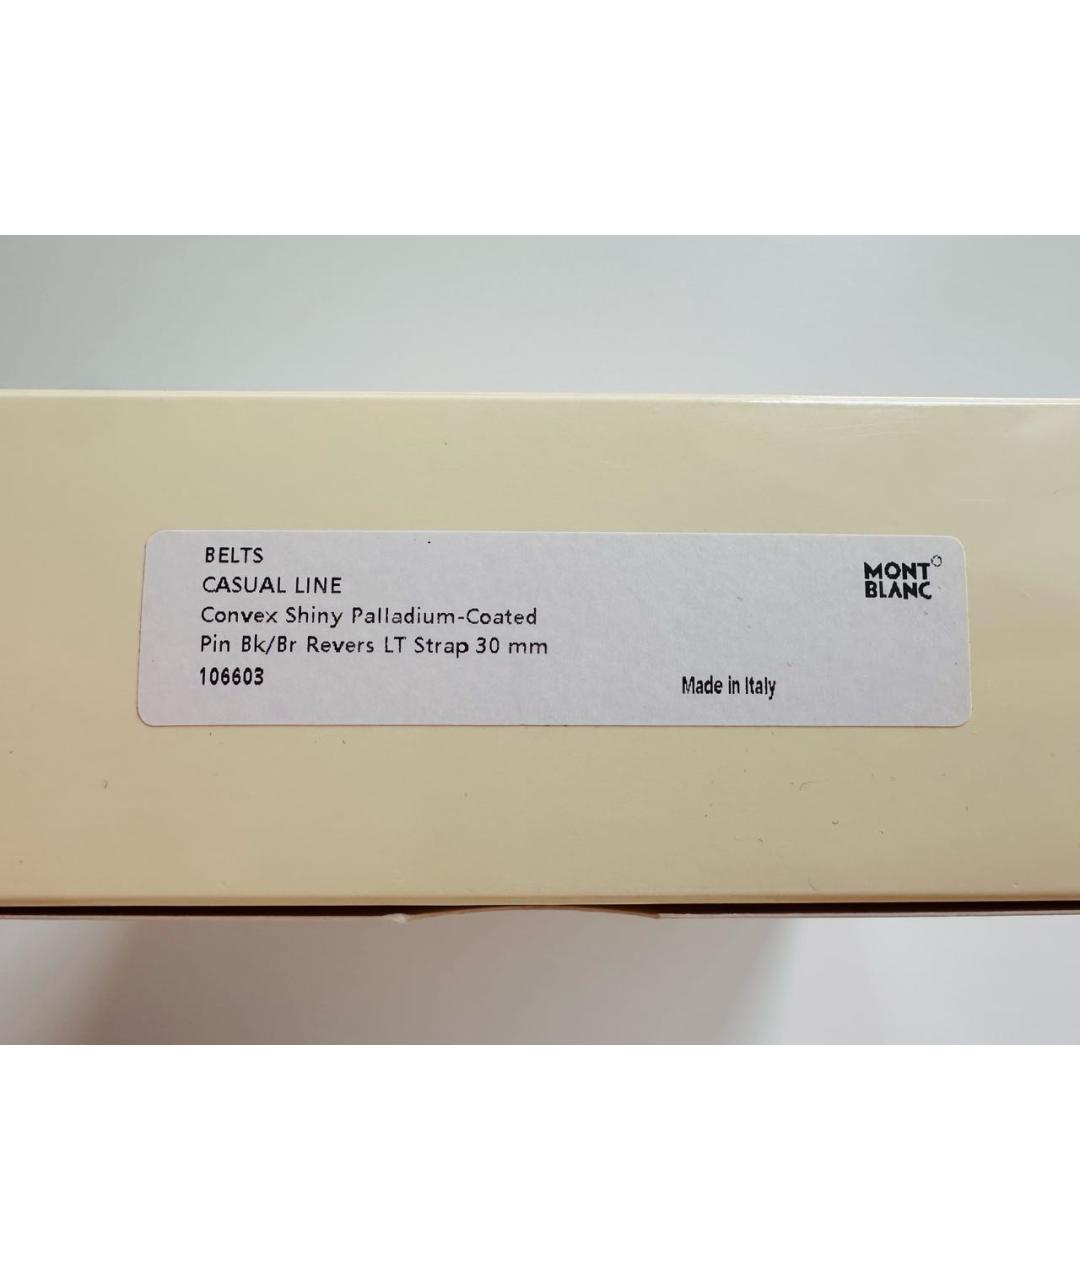 BELTS
CASUAL LINE
Convex Shiny Palladium-Coated
Pin Bk/Br Revers LT Strap 30 mm
106603
MONT
BLANC
Made in Italy